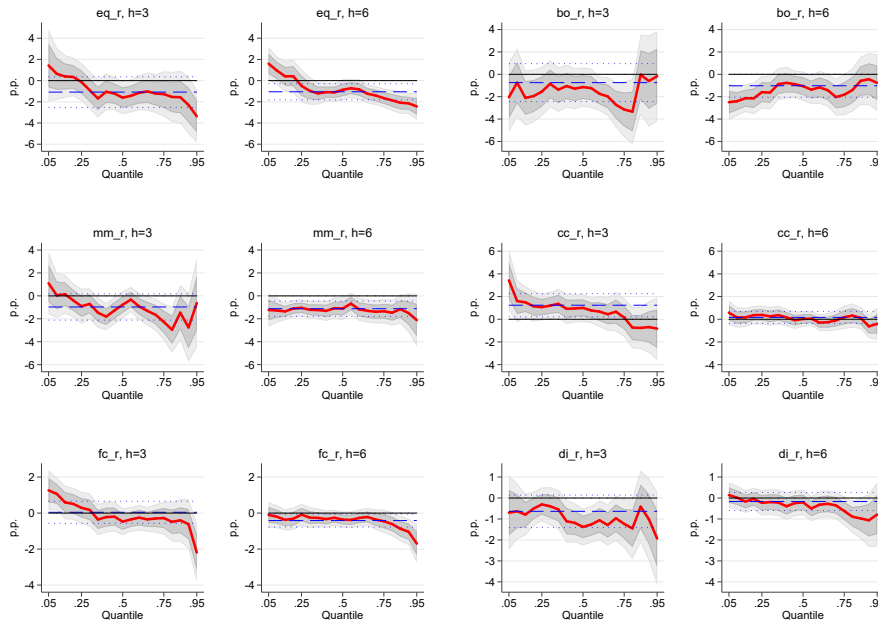 eq_r, h=3
eq_r, h=6
bo_r, h=3
bo_r, h=6
p.p.
4
2
0
-2
-4
-6
.05 .25 .5 .75 .95
Quantile
p.p.
4
2
0
-2
-4
-6
.05 .25 .5 .75 .95
Quantile
p.p.
4
2
0
-2
-4
-6
.05 .25 .5 .75 .95
Quantile
p.p.
4
2
0
-2
-4
-6
.05 .25 .5 .75 .9
Quantile
mm_r, h=3
mm_r, h=6
cc_r, h=3
cc_r, h=6
p.p.
4
2
0
-2
-4
-6
.05 .25 .5 .75 .95
Quantile
p.p.
4
2
0
-2
-4
-6
.05 .25 .5 .75 .95
Quantile
p.p.
6
4
2
0
-2
-4
.05 .25 .5 .75 .95
Quantile
p.p.
6
4
2
0
-2
-4
.05 .25 .5 .75 .9
Quantile
fc_r, h=3
fc_r, h=6
di_r, h=3
di_r, h=6
p.p.
2
0
-2
-4
.05 .25 .5 .75 .95
Quantile
p.p.
2
0
-2
-4
.05 .25 .5 .75 .95
Quantile
p.p.
1
0
-1
-2
-3
-4
.05 .25 .5 .75 .95
Quantile
p.p.
1
0
-1
-2
-3
-4
.05 .25 .5 .75 .9
Quantile